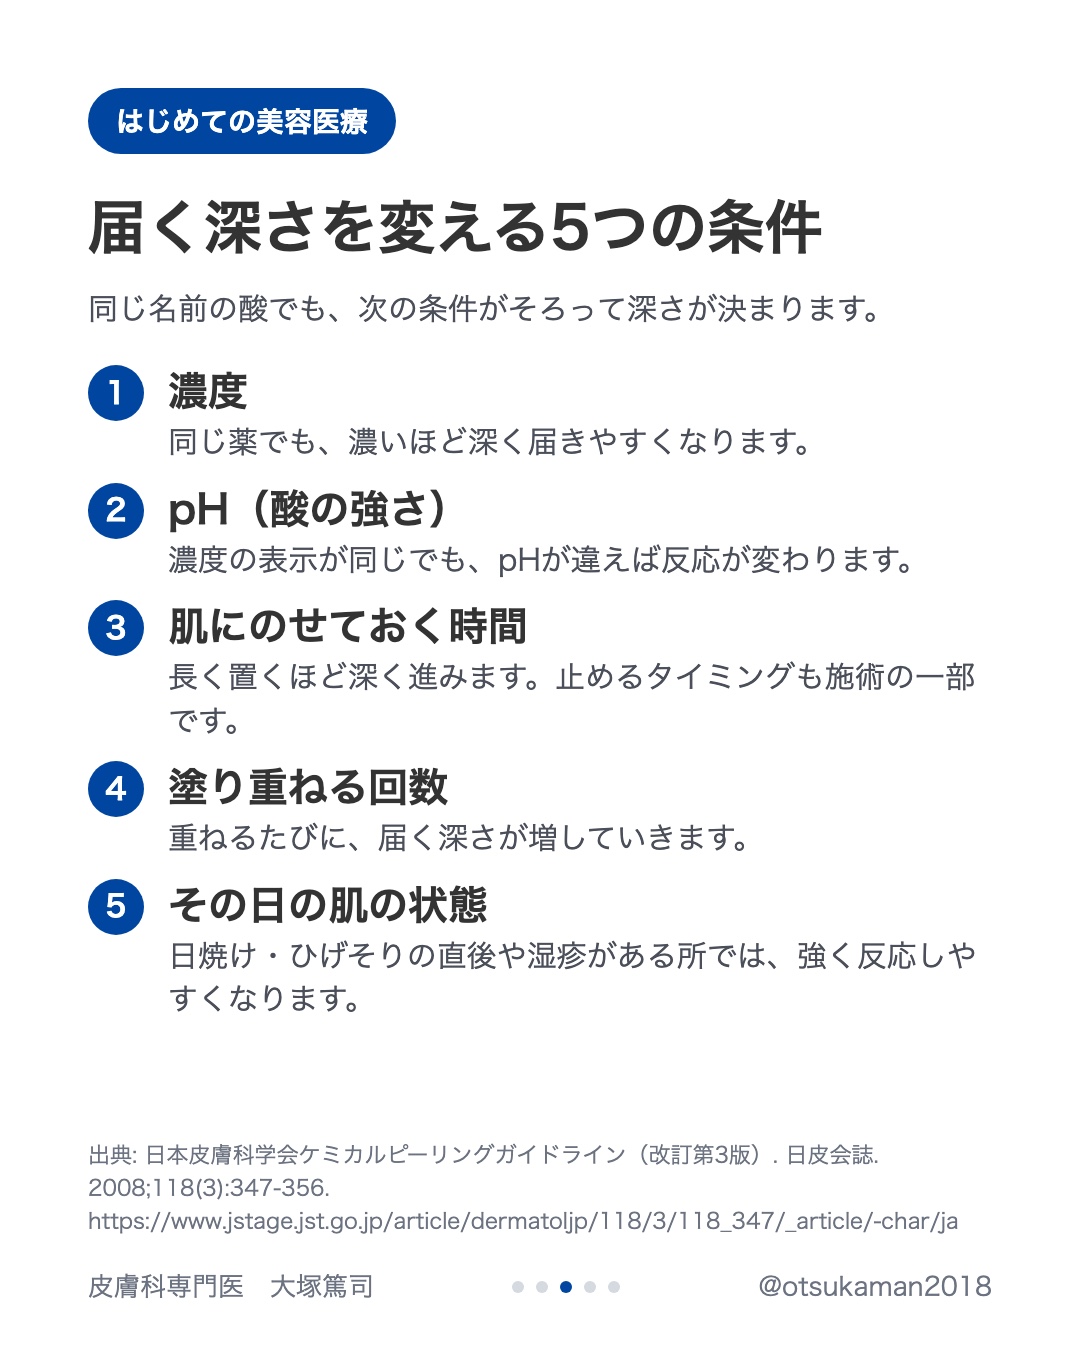 はじめての美容医療
届く深さを変える5つの条件
同じ名前の酸でも、次の条件がそろって深さが決まります。
1 濃度
同じ薬でも、濃いほど深く届きやすくなります。
2 pH（酸の強さ）
濃度の表示が同じでも、pHが違えば反応が変わります。
3 肌にのせておく時間
長く置くほど深く進みます。止めるタイミングも施術の一部
です。
4 塗り重ねる回数
重ねるたびに、届く深さが増していきます。
5 その日の肌の状態
日焼け・ひげそりの直後や湿疹がある所では、強く反応しや
すくなります。
出典: 日本皮膚科学会ケミカルピーリングガイドライン（改訂第3版）. 日皮会誌.
2008;118(3):347-356.
https://www.jstage.jst.go.jp/article/dermatoljp/118/3/118_347/_article/-char/ja
皮膚科専門医　大塚篤司
@otsukaman2018